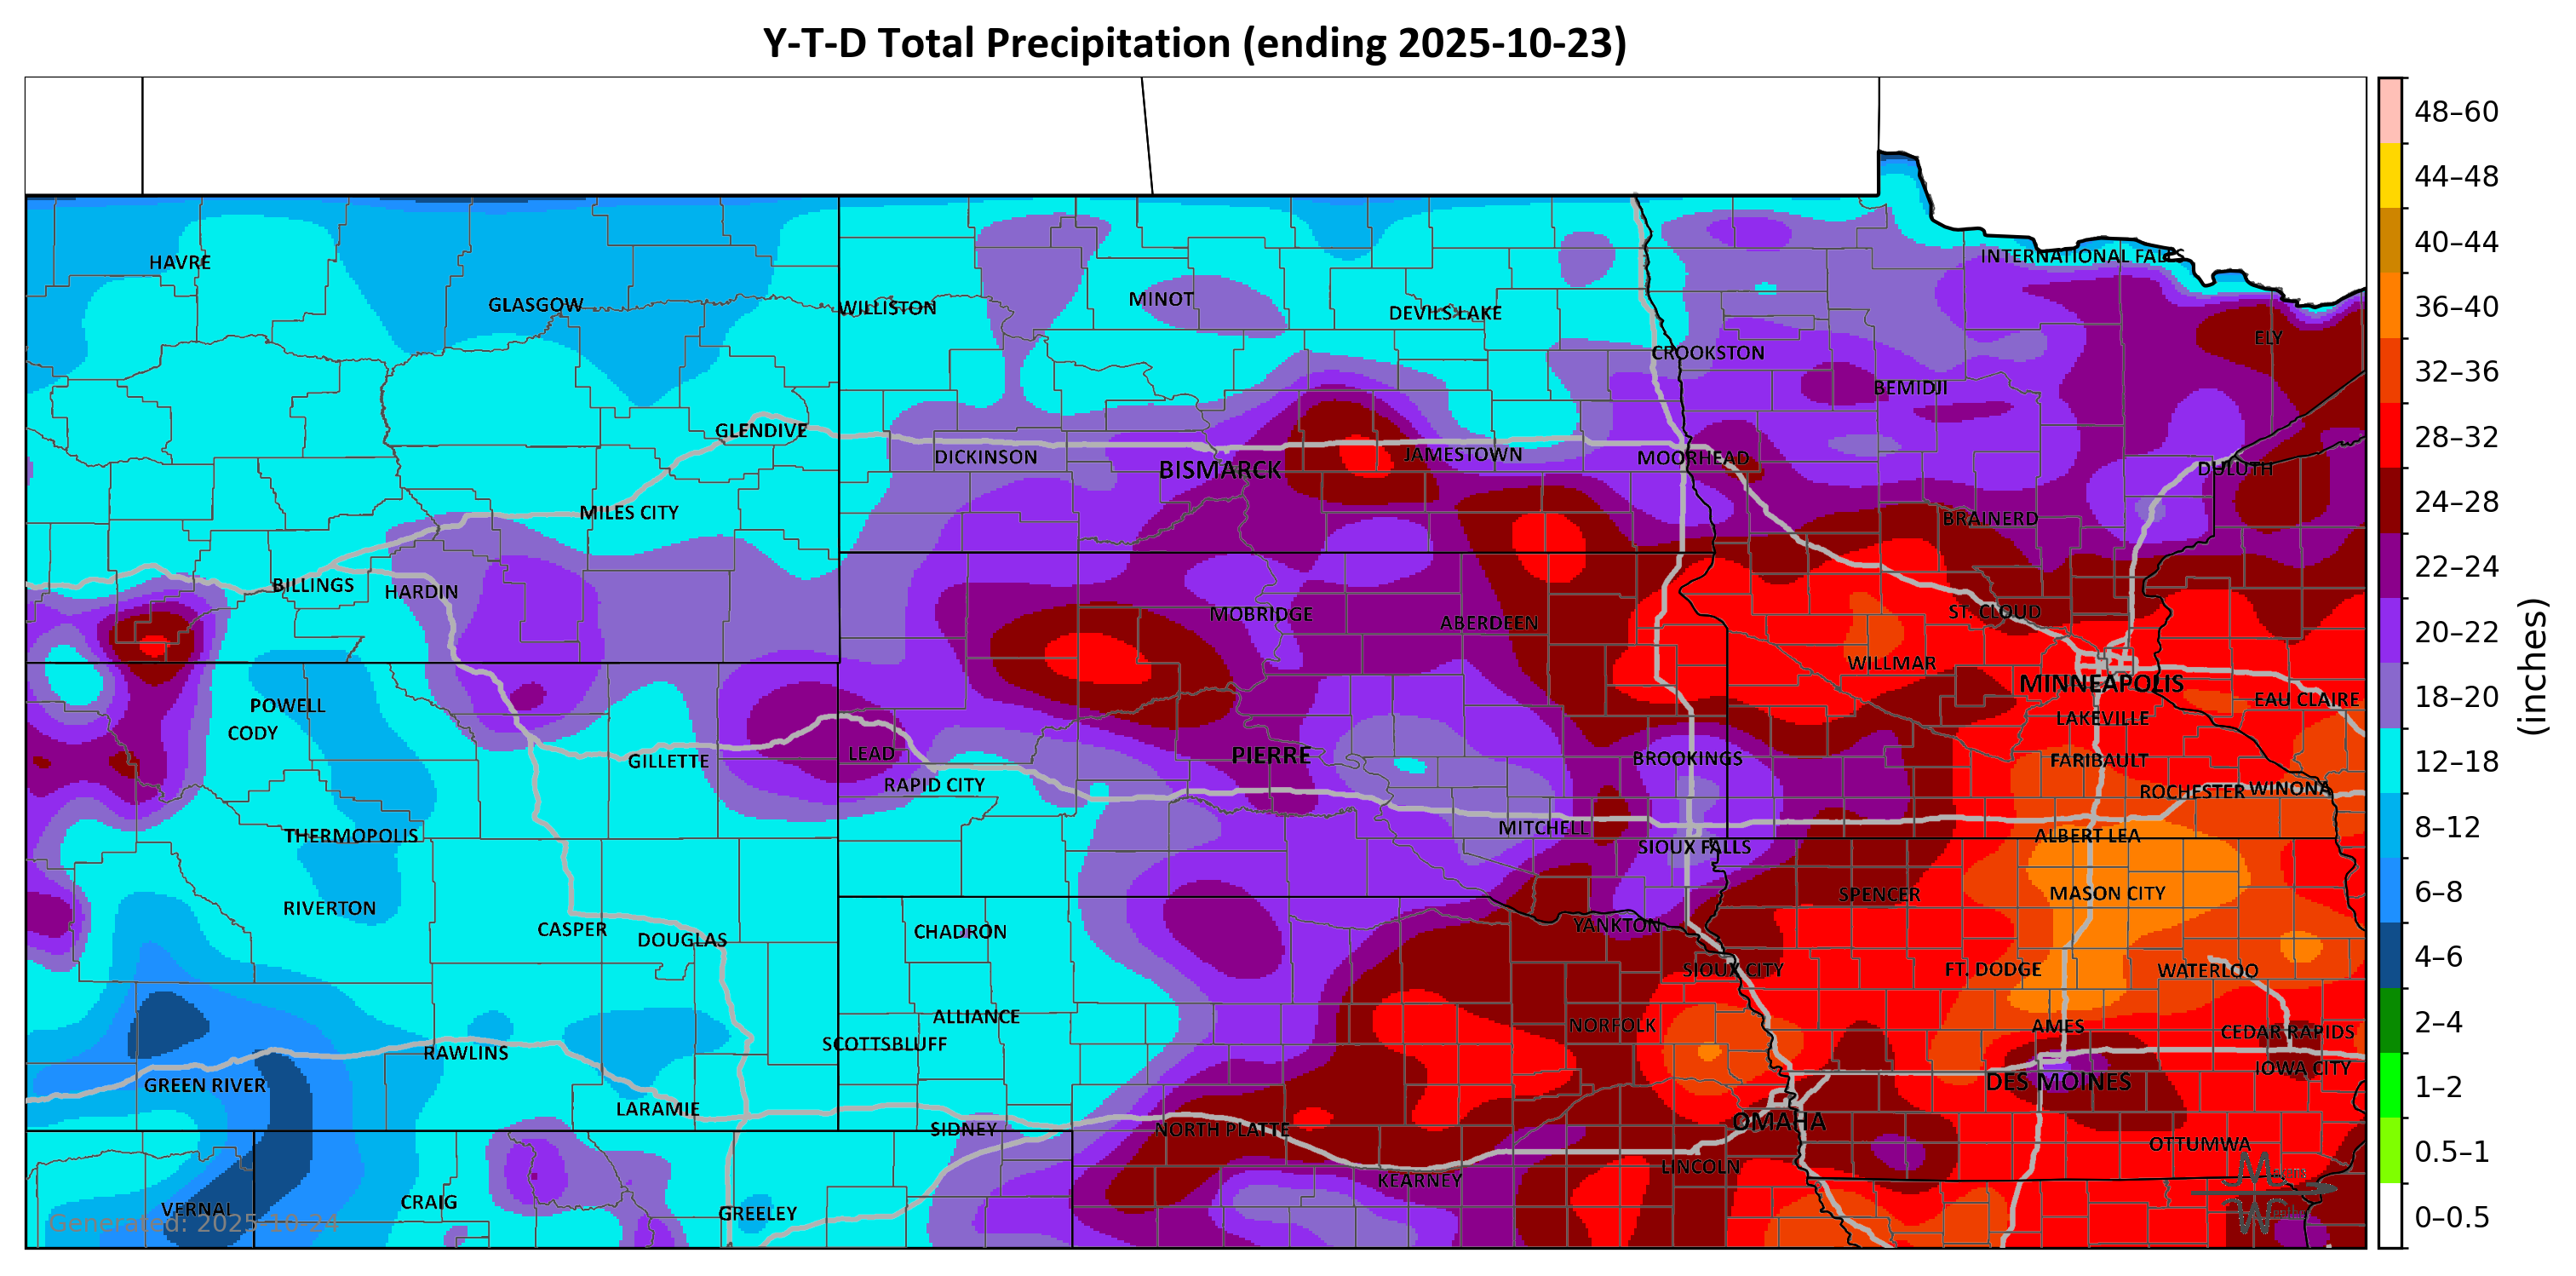 Y-T-D Total Precipitation (ending 2025-10-23)
48–60
44–48
40–44
36–40
32–36
28–32
24–28
22–24
20–22
18–20
12–18
8–12
6–8
4–6
2–4
1–2
0.5–1
0–0.5
(inches)
INTERNATIONAL FALLS
HAVRE
GLASGOW
WILLISTON
MINOT
DEVILS LAKE
ELY
CROOKSTON
BEMIDJI
GLENDIVE
DICKINSON
BISMARCK
JAMESTOWN
MOORHEAD
DULUTH
MILES CITY
BRAINERD
BILLINGS
HARDIN
MOBRIDGE
ABERDEEN
ST. CLOUD
WILLMAR
MINNEAPOLIS
EAU CLAIRE
POWELL
CODY
LAKEVILLE
GILLETTE
LEAD
PIERRE
BROOKINGS
FARIBAULT
RAPID CITY
ROCHESTER
WINONA
THERMOPOLIS
MITCHELL
ALBERT LEA
SIOUX FALLS
RIVERTON
SPENCER
MASON CITY
CASPER
DOUGLAS
CHADRON
YANKTON
SIOUX CITY
FT. DODGE
WATERLOO
ALLIANCE
NORFOLK
AMES
CEDAR RAPIDS
RAWLINS
SCOTTSBLUFF
IOWA CITY
GREEN RIVER
DES MOINES
LARAMIE
SIDNEY
NORTH PLATTE
OMAHA
OTTUMWA
LINCOLN
KEARNEY
VERNAL
CRAIG
GREELEY
Generated: 2025-10-24